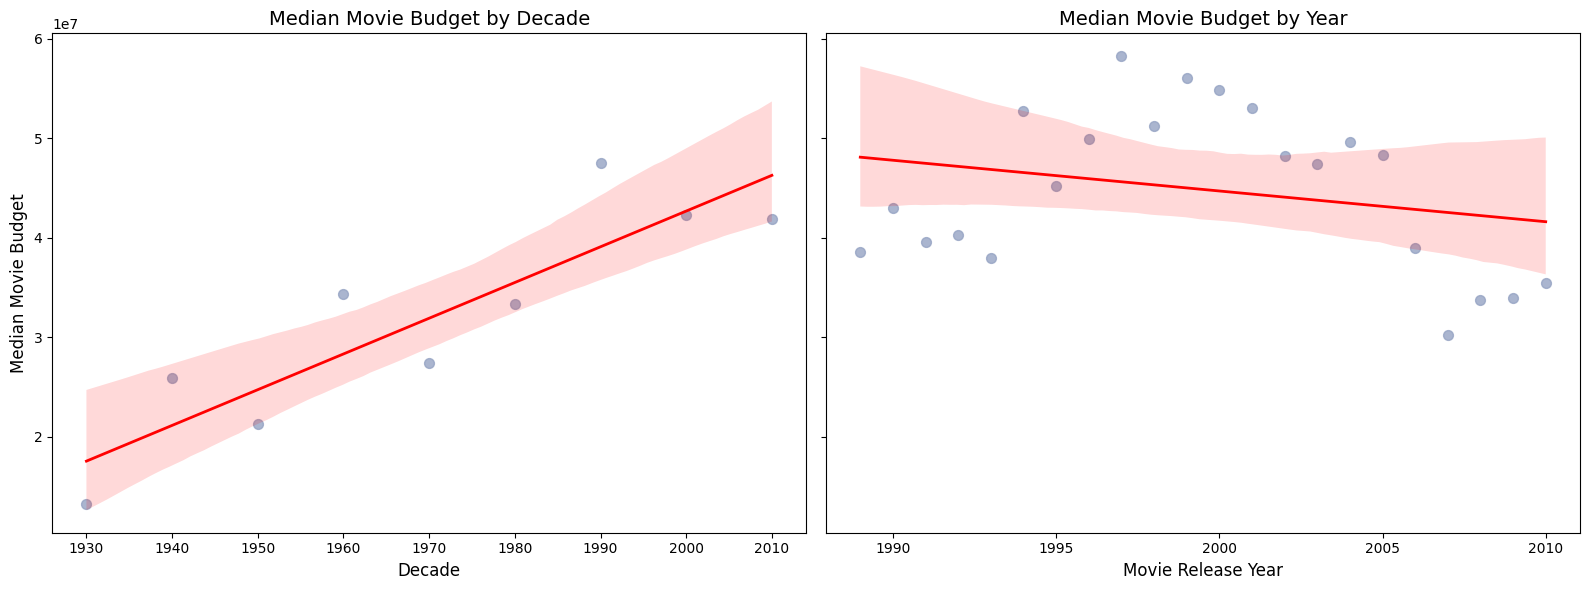 Median Movie Budget by Decade
1e7
6
5
4
3
2
Median Movie Budget
1930 1940 1950 1960 1970 1980 1990 2000 2010
Decade
Median Movie Budget by Year
1990 1995 2000 2005 2010
Movie Release Year